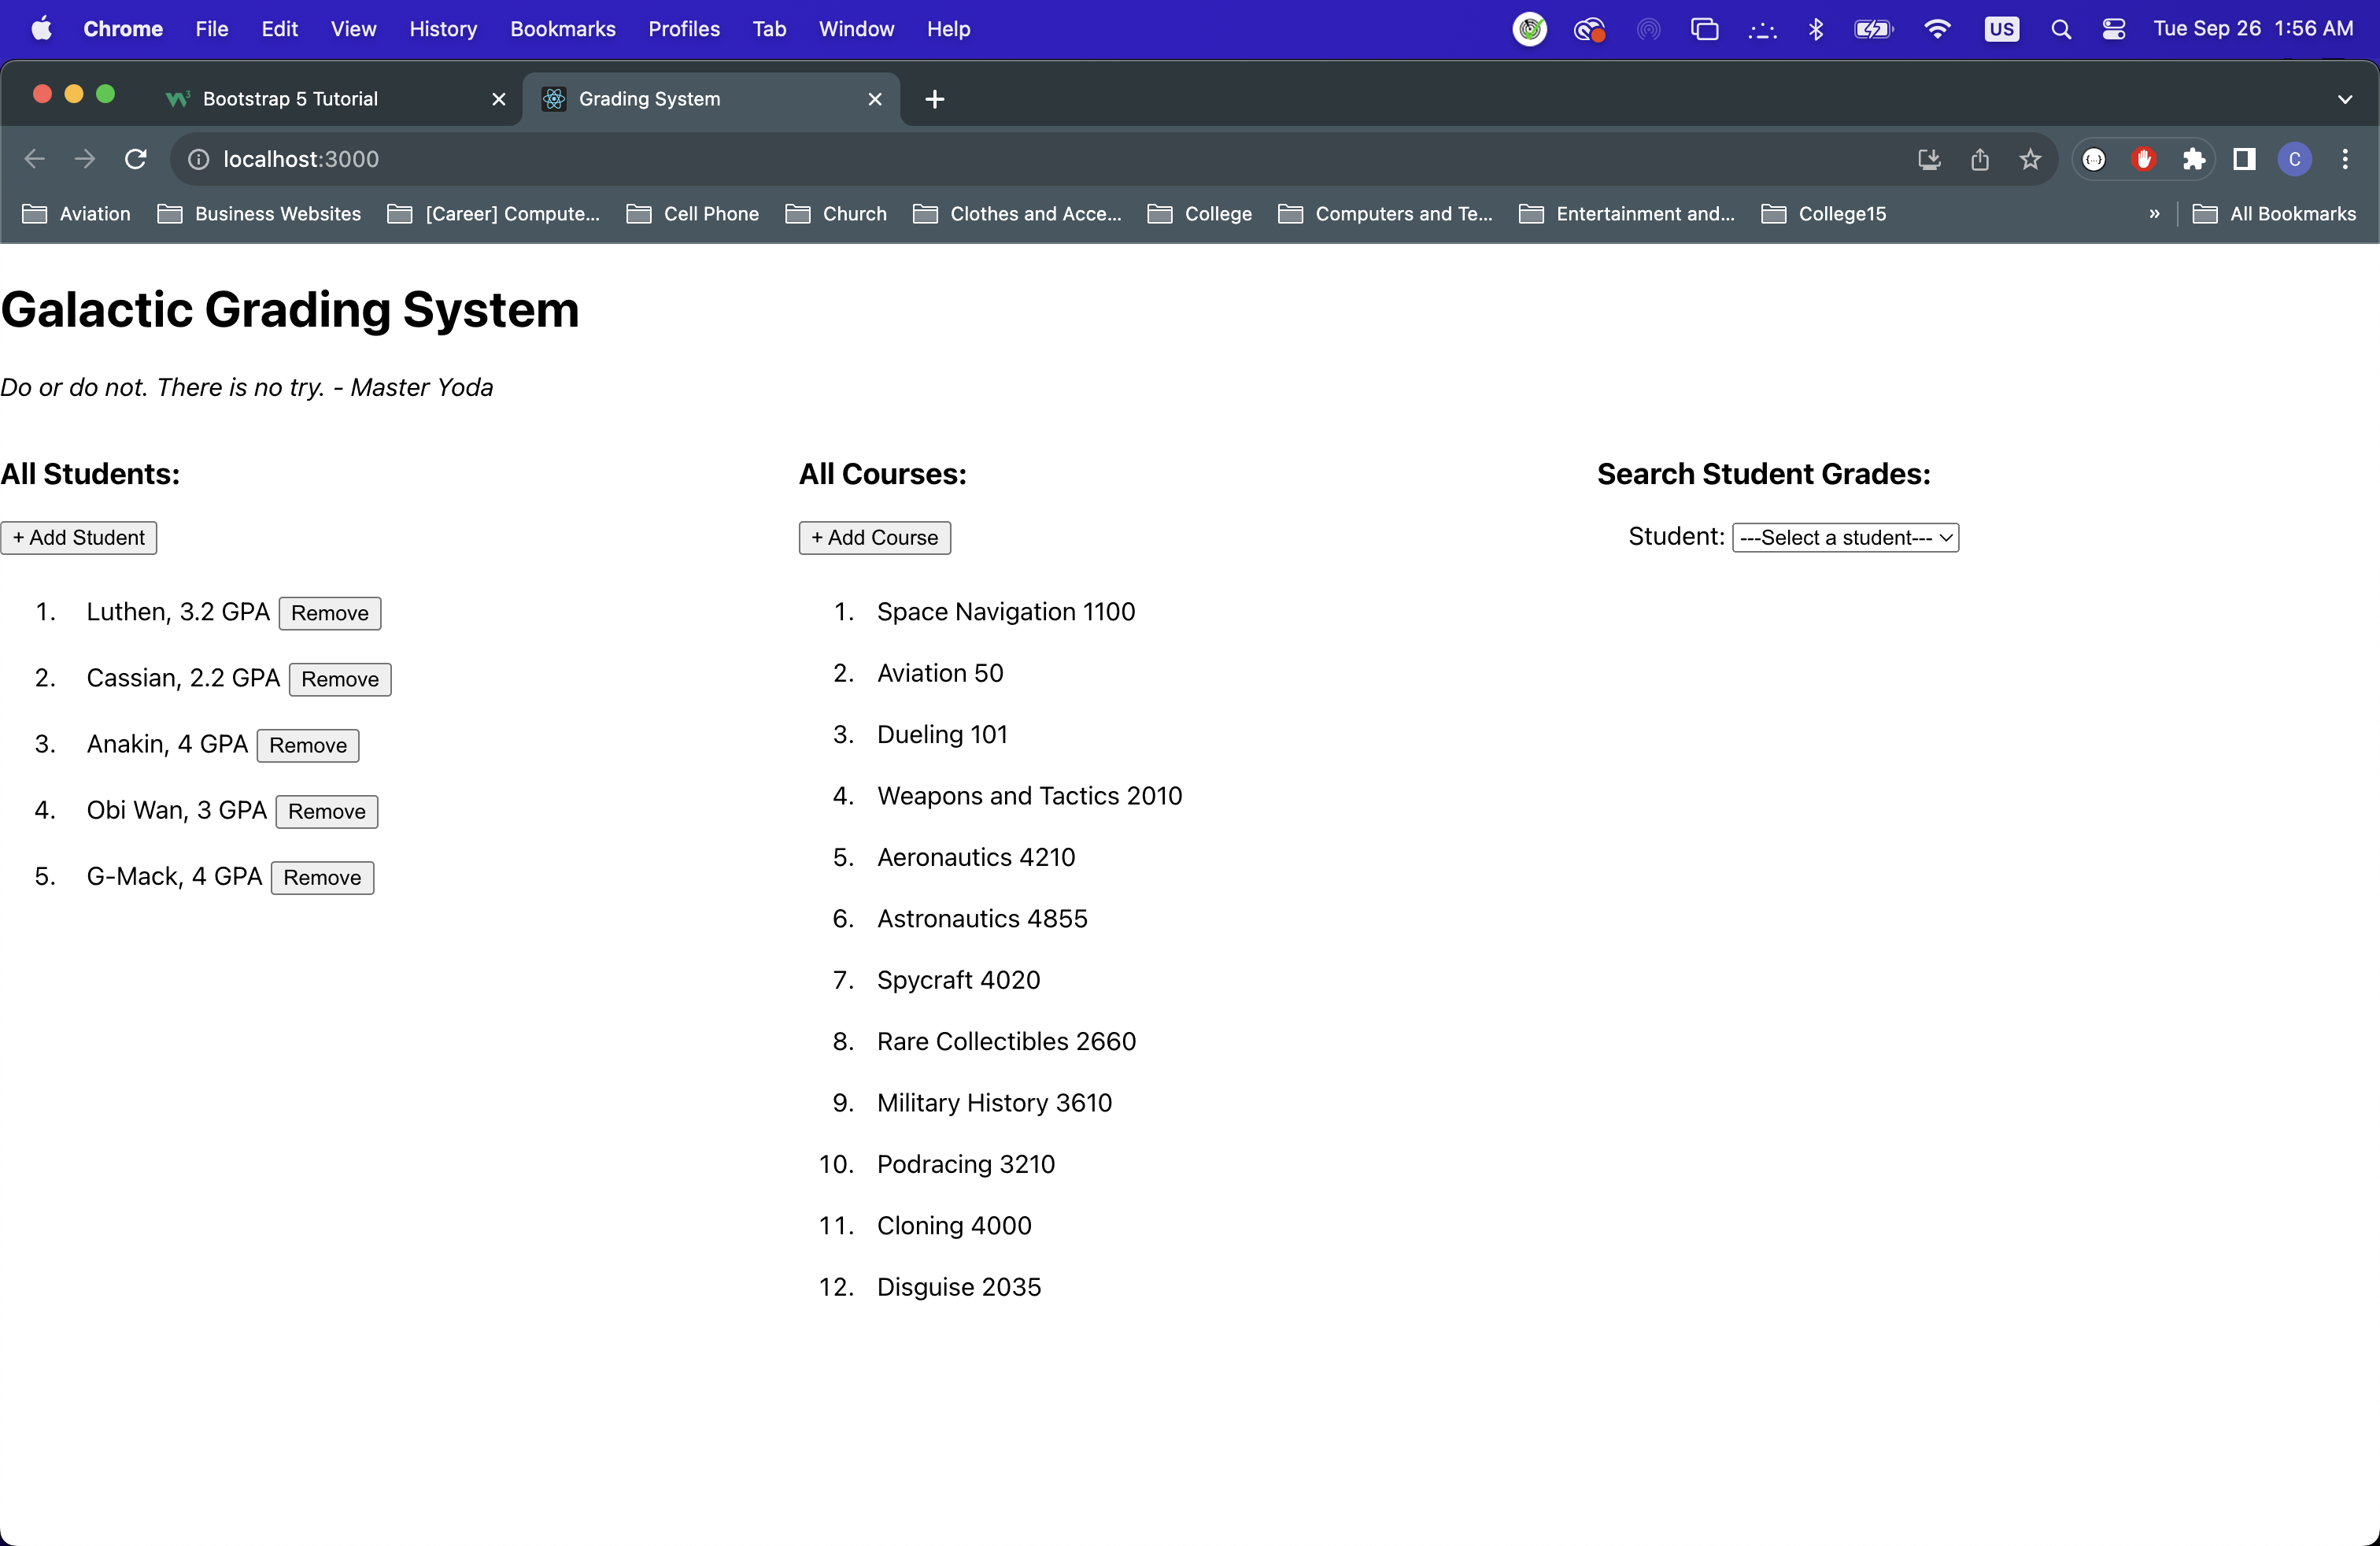 Chrome File Edit View History Bookmarks Profiles Tab Window Help US Tue Sep 26 1:56 AM
Bootstrap 5 Tutorial Grading System
localhost:3000 C
Aviation Business Websites [Career] Compute... Cell Phone Church Clothes and Acce... College Computers and Te... Entertainment and... College15 » All Bookmarks
Galactic Grading System
Do or do not. There is no try. - Master Yoda
All Students:
+ Add Student
1. Luthen, 3.2 GPA Remove
2. Cassian, 2.2 GPA Remove
3. Anakin, 4 GPA Remove
4. Obi Wan, 3 GPA Remove
5. G-Mack, 4 GPA Remove
All Courses:
+ Add Course
1. Space Navigation 1100
2. Aviation 50
3. Dueling 101
4. Weapons and Tactics 2010
5. Aeronautics 4210
6. Astronautics 4855
7. Spycraft 4020
8. Rare Collectibles 2660
9. Military History 3610
10. Podracing 3210
11. Cloning 4000
12. Disguise 2035
Search Student Grades:
Student: ---Select a student---